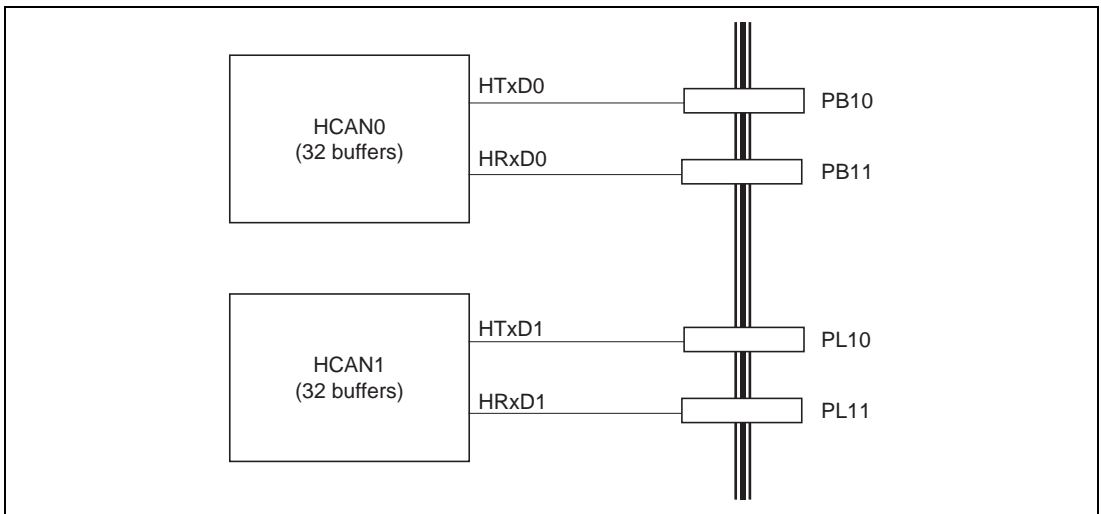 HTxD0
PB10
HCAN0
(32 buffers)
HRxD0
PB11
HTxD1
PL10
HCAN1
(32 buffers)
HRxD1
PL11